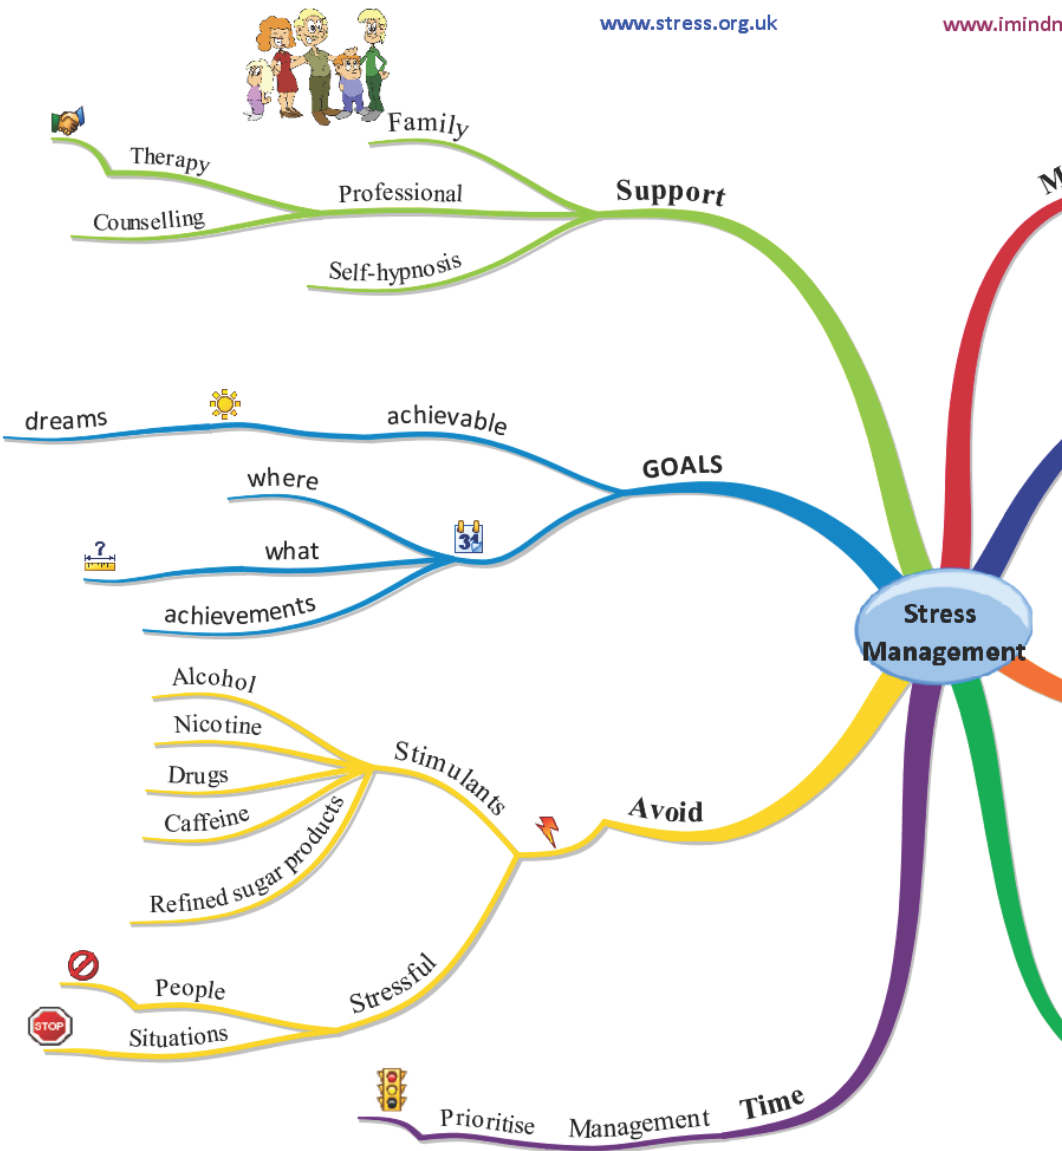 www.stress.org.uk
www.imindn
M
Family
Therapy
Professional
Support
Counselling
Self-hypnosis
dreams
achievable
GOALS
where
31
?
what
achievements
Stress
Management
Alcohol
Nicotine
Stimulants
Drugs
Caffeine
Avoid
Refined sugar products
Stressful
People
STOP
Situations
Prioritise
Management
Time